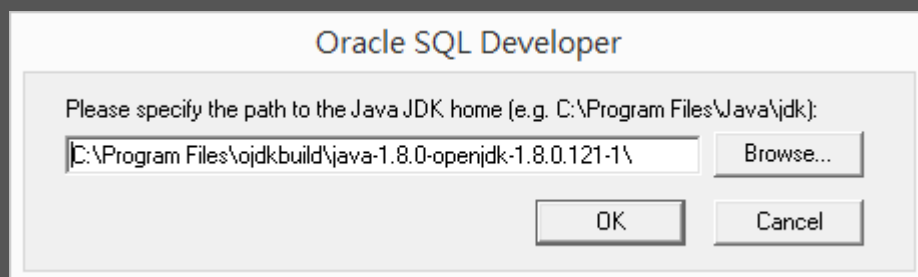 Oracle SQL Developer
Please specify the path to the Java JDK home (e.g. C:\Program Files\Java\jdk):
C:\Program Files\ojdkbuild\java-1.8.0-openjdk-1.8.0.121-1\
Browse...
OK
Cancel